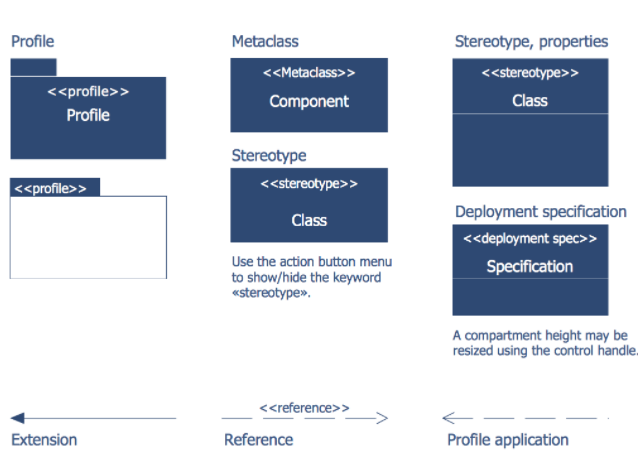 Profile
<<profile>>
Profile
<<profile>>
Metaclass
<<Metaclass>>
Component
Stereotype
<<stereotype>>
Class
Use the action button menu
to show/hide the keyword
«stereotype».
Stereotype, properties
<<stereotype>>
Class
Deployment specification
<<deployment spec>>
Specification
A compartment height may be
resized using the control handle.
Extension
<<reference>>
Reference
Profile application